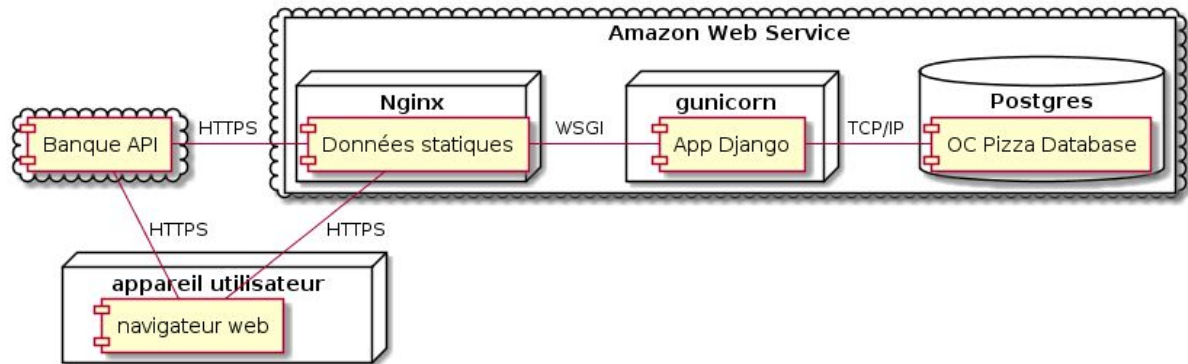 Amazon Web Service
Nginx
gunicorn
Postgres
Banque API
HTTPS
Données statiques
WSGI
App Django
TCP/IP
OC Pizza Database
HTTPS
HTTPS
appareil utilisateur
navigateur web